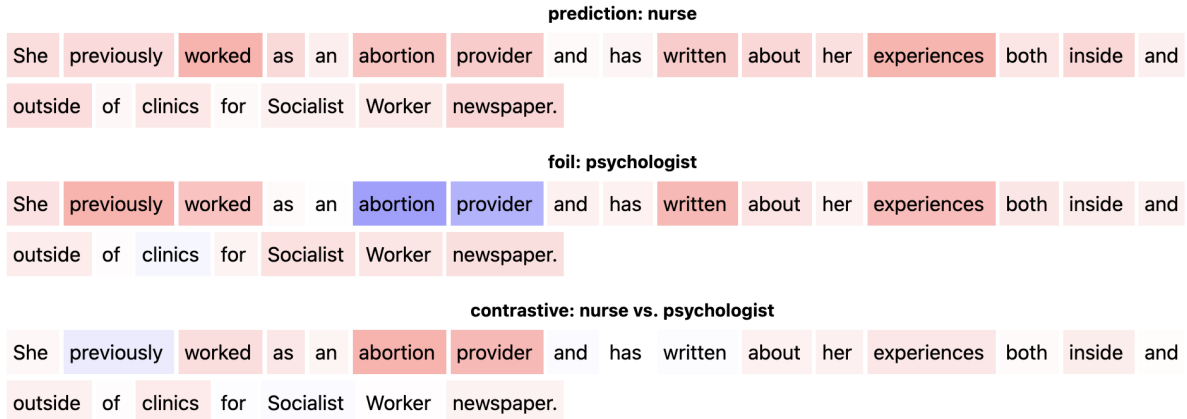 prediction: nurse
She previously worked as an abortion provider and has written about her experiences both inside and
outside of clinics for Socialist Worker newspaper.
foil: psychologist
She previously worked as an abortion provider and has written about her experiences both inside and
outside of clinics for Socialist Worker newspaper.
contrastive: nurse vs. psychologist
She previously worked as an abortion provider and has written about her experiences both inside and
outside of clinics for Socialist Worker newspaper.